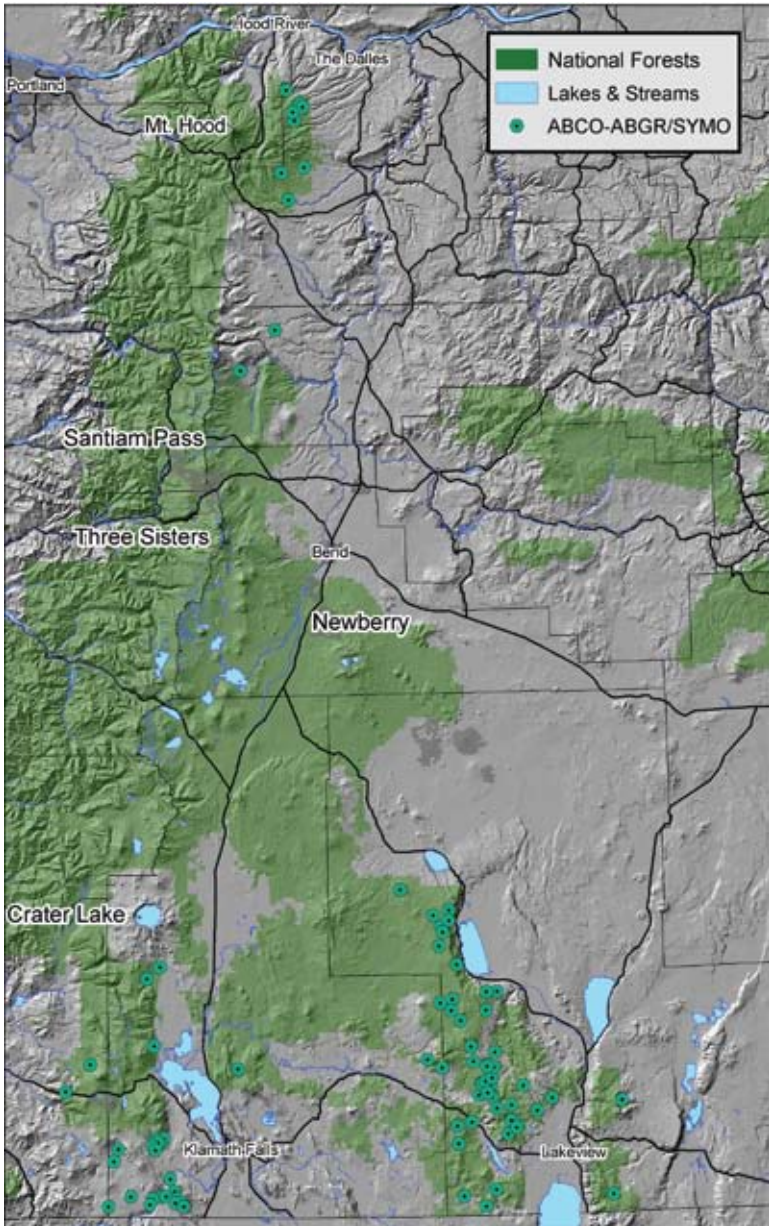 Hood River
The Dalles
Portland
Mt. Hood
National Forests
Lakes & Streams
ABCO-ABGR/SYMO
Santiam Pass
Three Sisters
Bend
Newberry
Crater Lake
Klamath Falls
Lakeview